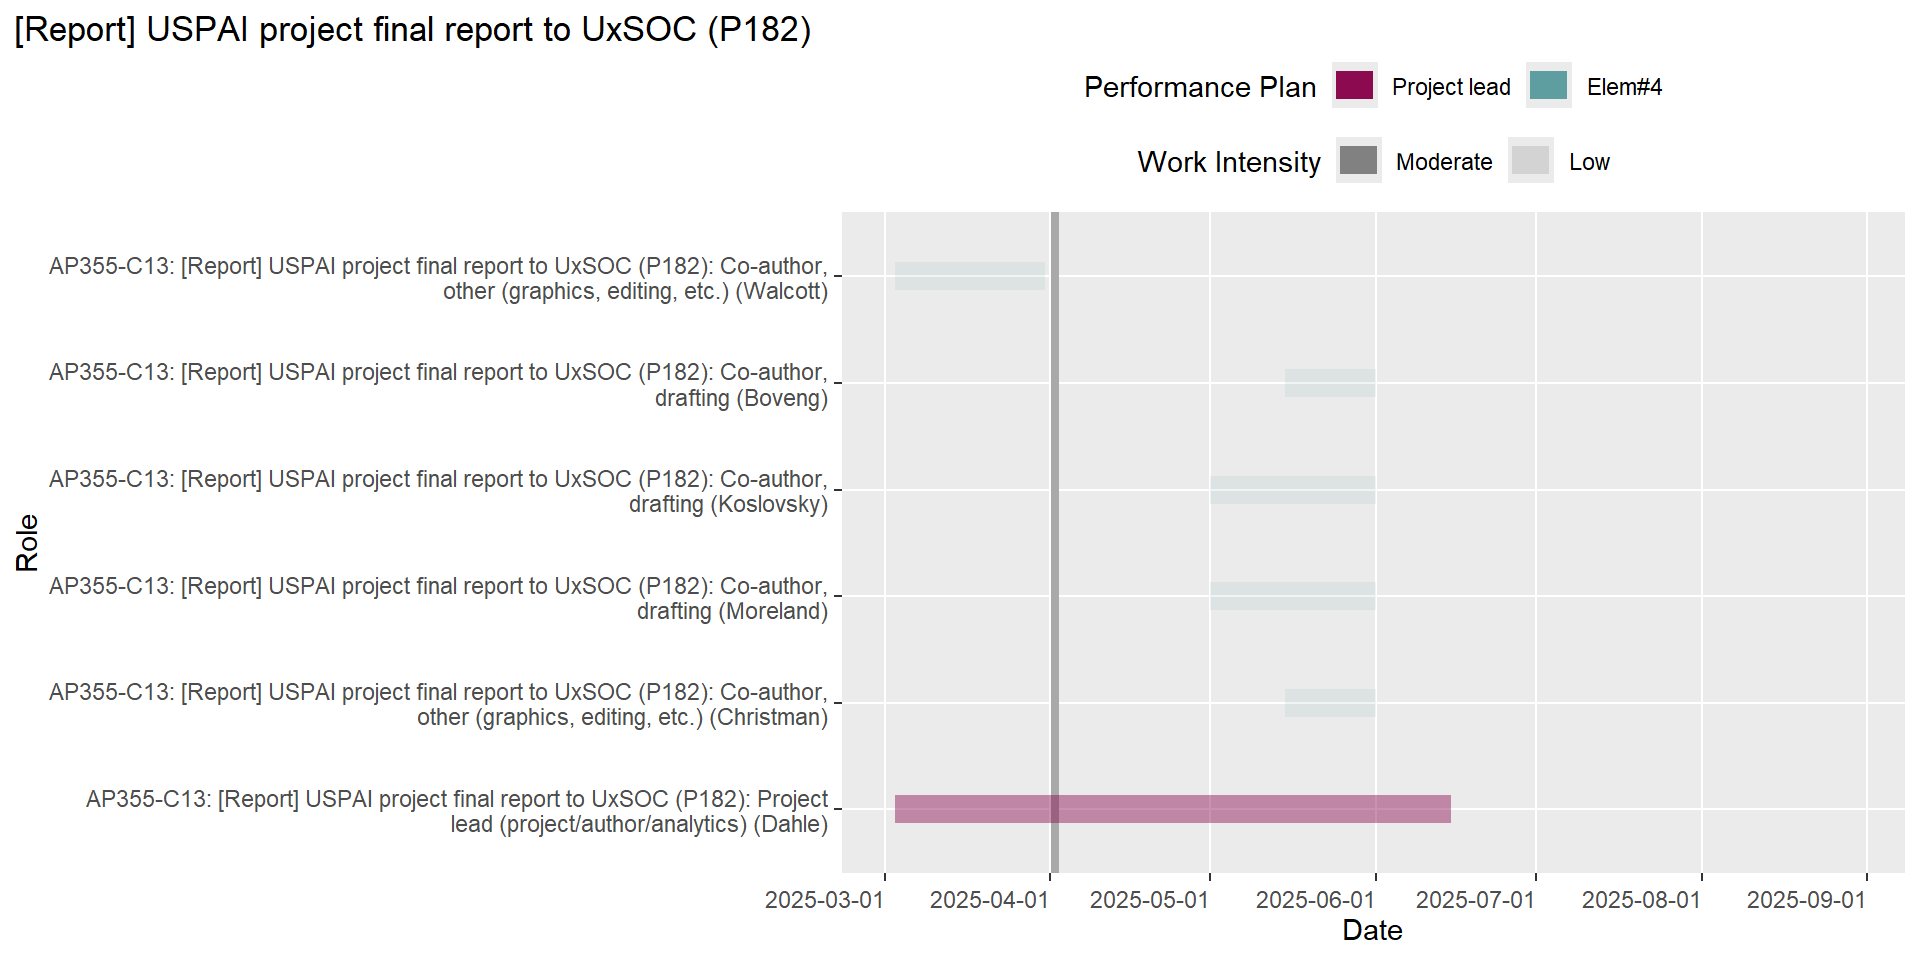 [Report] USPAI project final report to UxSOC (P182)
Performance Plan Project lead Elem#4
Work Intensity Moderate Low
AP355-C13: [Report] USPAI project final report to UxSOC (P182): Co-author,
other (graphics, editing, etc.) (Walcott)
AP355-C13: [Report] USPAI project final report to UxSOC (P182): Co-author,
drafting (Boveng)
AP355-C13: [Report] USPAI project final report to UxSOC (P182): Co-author,
drafting (Koslovsky)
AP355-C13: [Report] USPAI project final report to UxSOC (P182): Co-author,
drafting (Moreland)
AP355-C13: [Report] USPAI project final report to UxSOC (P182): Co-author,
other (graphics, editing, etc.) (Christman)
AP355-C13: [Report] USPAI project final report to UxSOC (P182): Project
lead (project/author/analytics) (Dahle)
Role
2025-03-01 2025-04-01 2025-05-01 2025-06-01 2025-07-01 2025-08-01 2025-09-01
Date